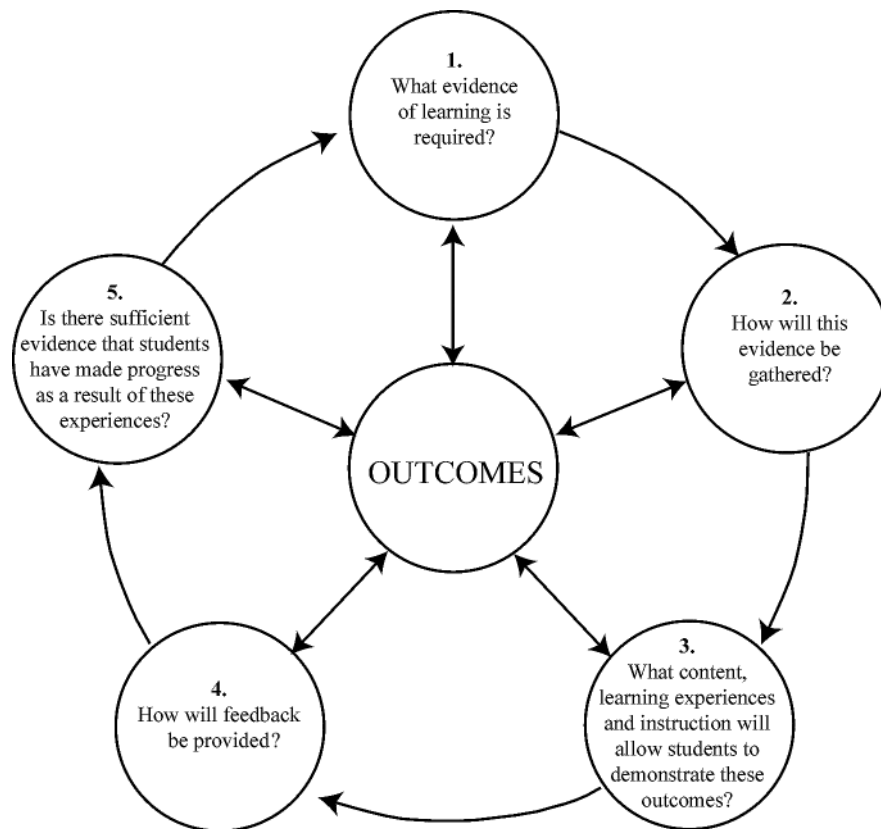 1.
What evidence
of learning is
required?
2.
How will this
evidence be
gathered?
3.
What content,
learning experiences
and instruction will
allow students to
demonstrate these
outcomes?
4.
How will feedback
be provided?
5.
Is there sufficient
evidence that students
have made progress
as a result of these
experiences?
OUTCOMES